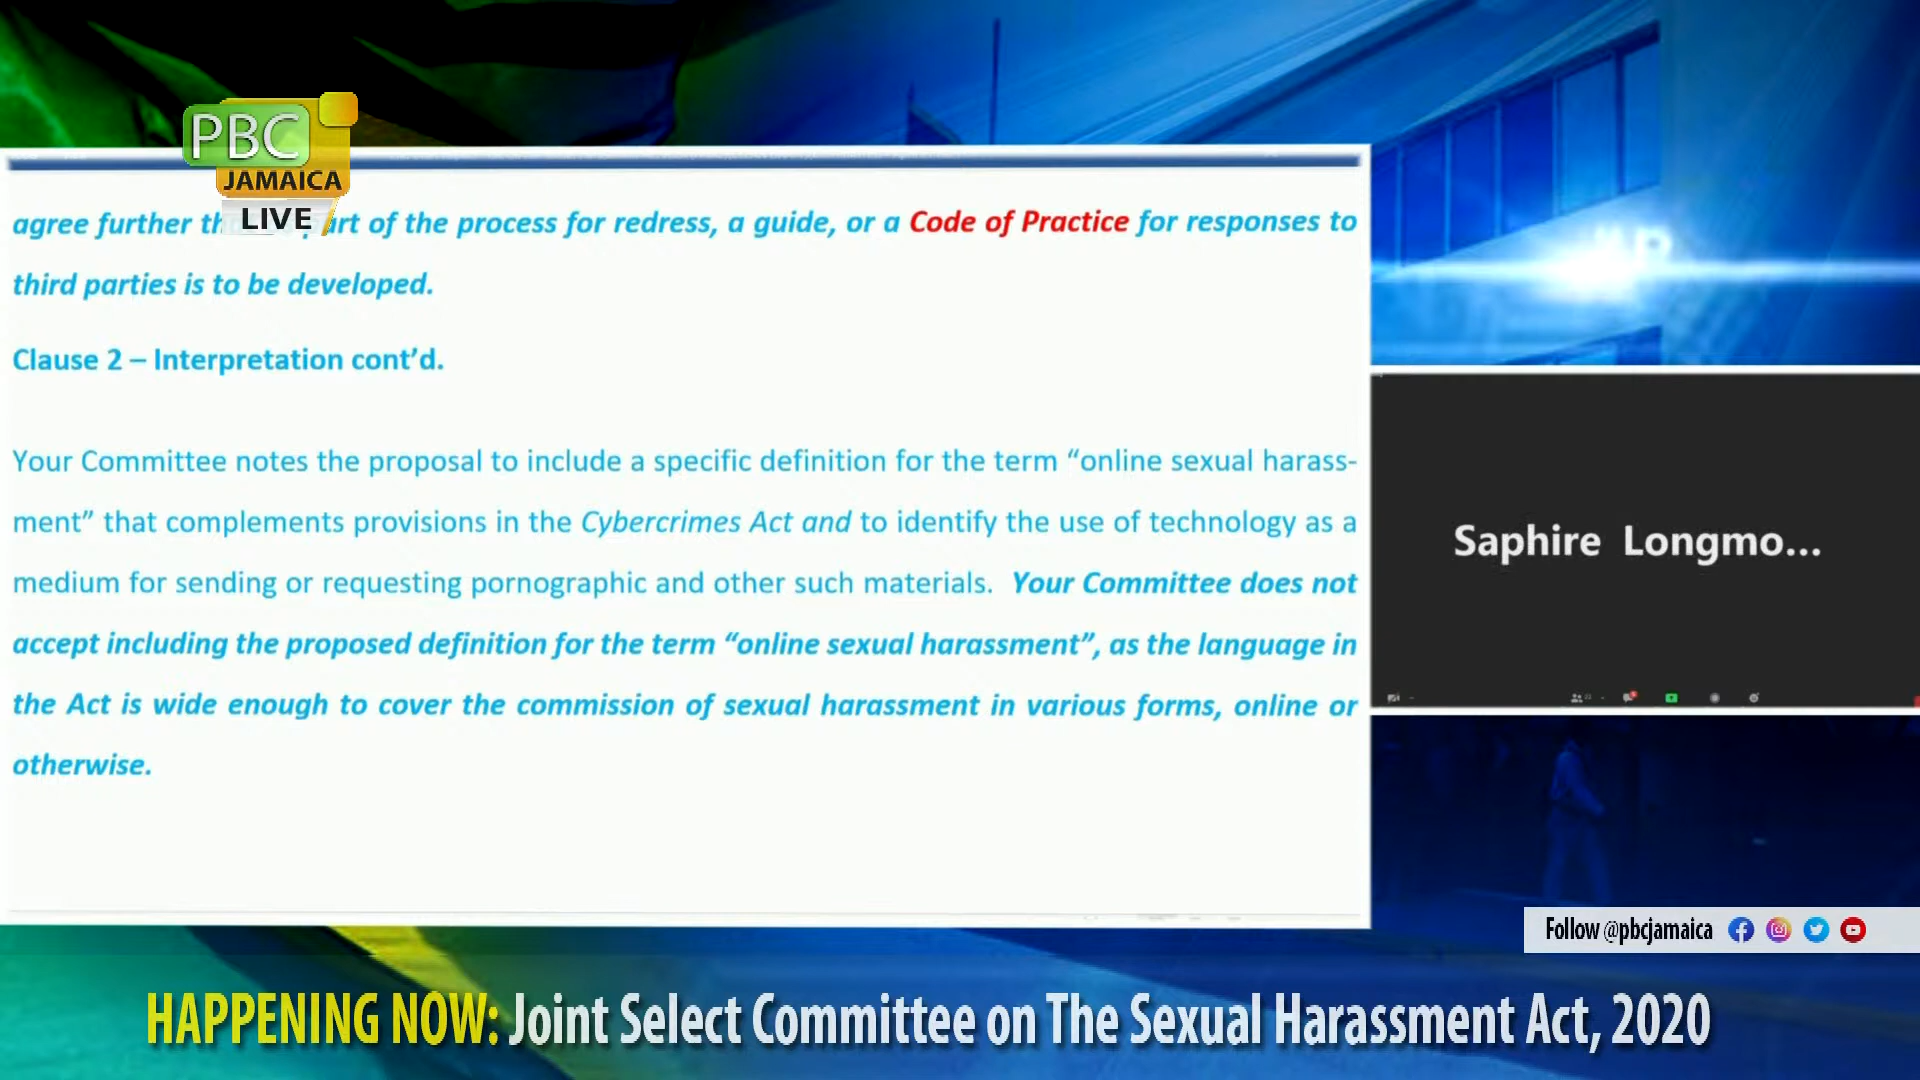 PBC
JAMAICA
LIVE
agree further part of the process for redress, a guide, or a Code of Practice for responses to
third parties is to be developed.
Clause 2 – Interpretation cont’d.
Your Committee notes the proposal to include a specific definition for the term “online sexual harass-
ment” that complements provisions in the Cybercrimes Act and to identify the use of technology as a
medium for sending or requesting pornographic and other such materials. Your Committee does not
accept including the proposed definition for the term “online sexual harassment”, as the language in
the Act is wide enough to cover the commission of sexual harassment in various forms, online or
otherwise.
Saphire Longmo...
Follow @pbcjamaica
HAPPENING NOW: Joint Select Committee on The Sexual Harassment Act, 2020